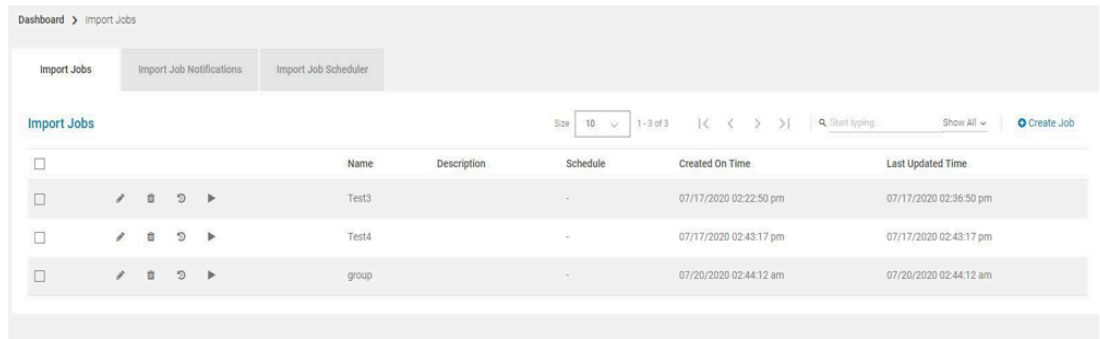 Dashboard > Import Jobs
Import Jobs Import Job Notifications Import Job Scheduler
Import Jobs Size 10 1 - 3 of 3 Start typing... Show All Create Job
Name Description Schedule Created On Time Last Updated Time
Test3 - 07/17/2020 02:22:50 pm 07/17/2020 02:36:50 pm
Test4 - 07/17/2020 02:43:17 pm 07/17/2020 02:43:17 pm
group - 07/20/2020 02:44:12 am 07/20/2020 02:44:12 am